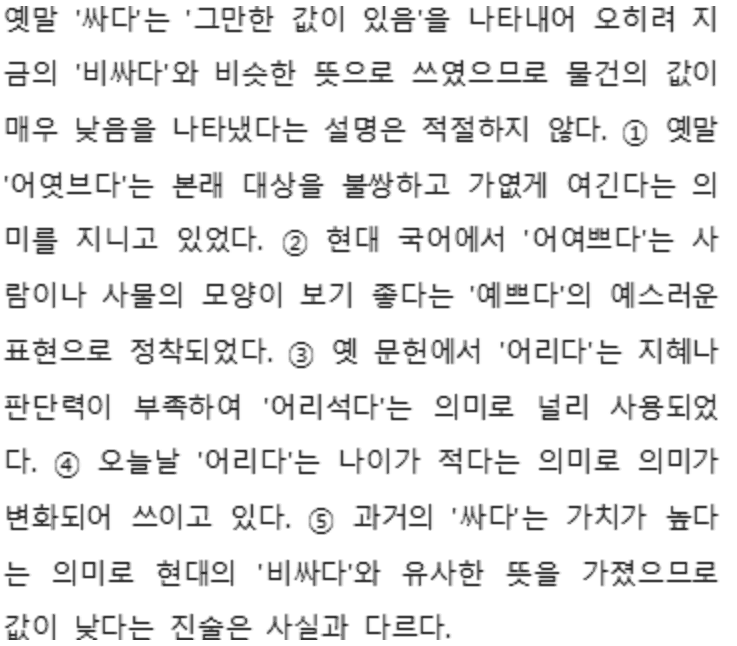 옛말 '싸다'는 '그만한 값이 있음'을 나타내어 오히려 지
금의 '비싸다'와 비슷한 뜻으로 쓰였으므로 물건의 값이
매우 낮음을 나타냈다는 설명은 적절하지 않다. ① 옛말
'어엿브다'는 본래 대상을 불쌍하고 가엾게 여긴다는 의
미를 지니고 있었다. ② 현대 국어에서 '어여쁘다'는 사
람이나 사물의 모양이 보기 좋다는 '예쁘다'의 예스러운
표현으로 정착되었다. ③ 옛 문헌에서 '어리다'는 지혜나
판단력이 부족하여 '어리석다'는 의미로 널리 사용되었
다. ④ 오늘날 '어리다'는 나이가 적다는 의미로 의미가
변화되어 쓰이고 있다. ⑤ 과거의 '싸다'는 가치가 높다
는 의미로 현대의 '비싸다'와 유사한 뜻을 가졌으므로
값이 낮다는 진술은 사실과 다르다.